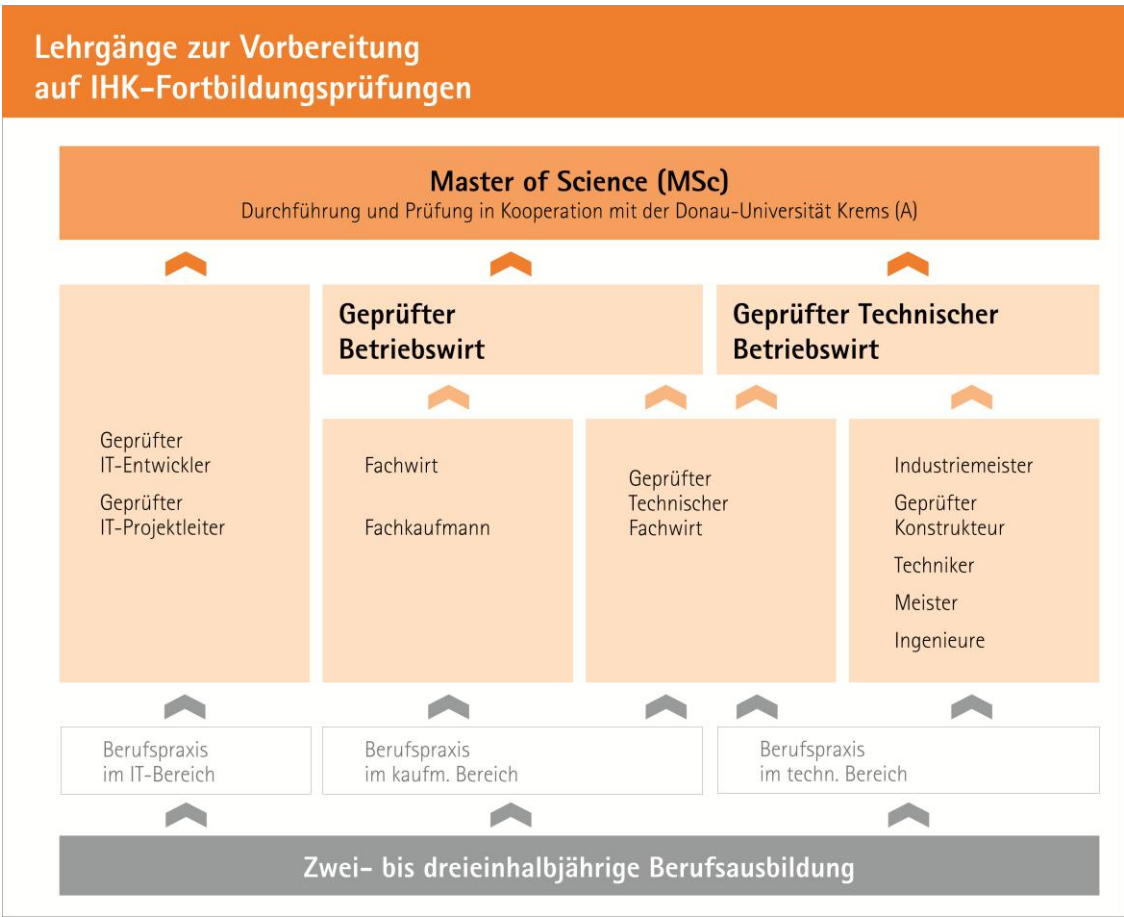 Lehrgänge zur Vorbereitung
auf IHK-Fortbildungsprüfungen
Master of Science (MSc)
Durchführung und Prüfung in Kooperation mit der Donau-Universität Krems (A)
Geprüfter
Betriebswirt
Geprüfter Technischer
Betriebswirt
Geprüfter
IT-Entwickler
Geprüfter
IT-Projektleiter
Fachwirt
Fachkaufmann
Geprüfter
Technischer
Fachwirt
Industriemeister
Geprüfter
Konstrukteur
Techniker
Meister
Ingenieure
Berufspraxis
im IT-Bereich
Berufspraxis
im kaufm. Bereich
Berufspraxis
im techn. Bereich
Zwei- bis dreieinhalbjährige Berufsausbildung